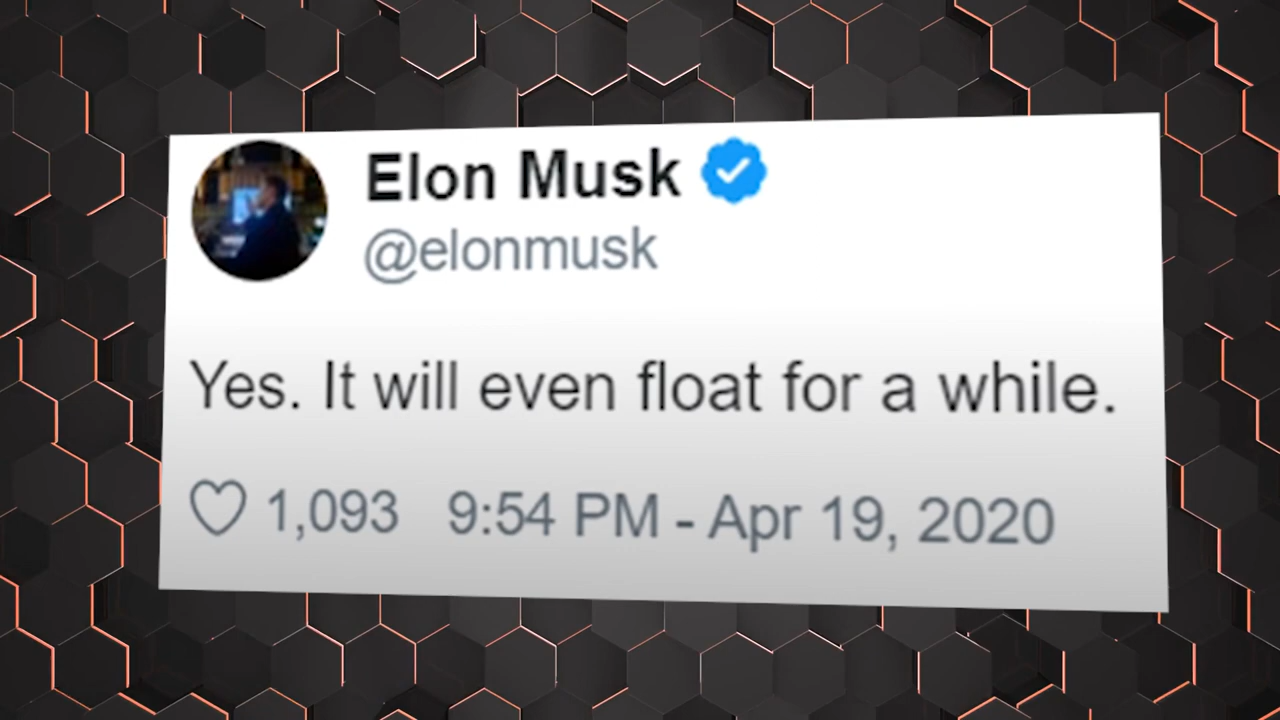 Elon Musk
@elonmusk
Yes. It will even float for a while.
1,093 9:54 PM - Apr 19, 2020